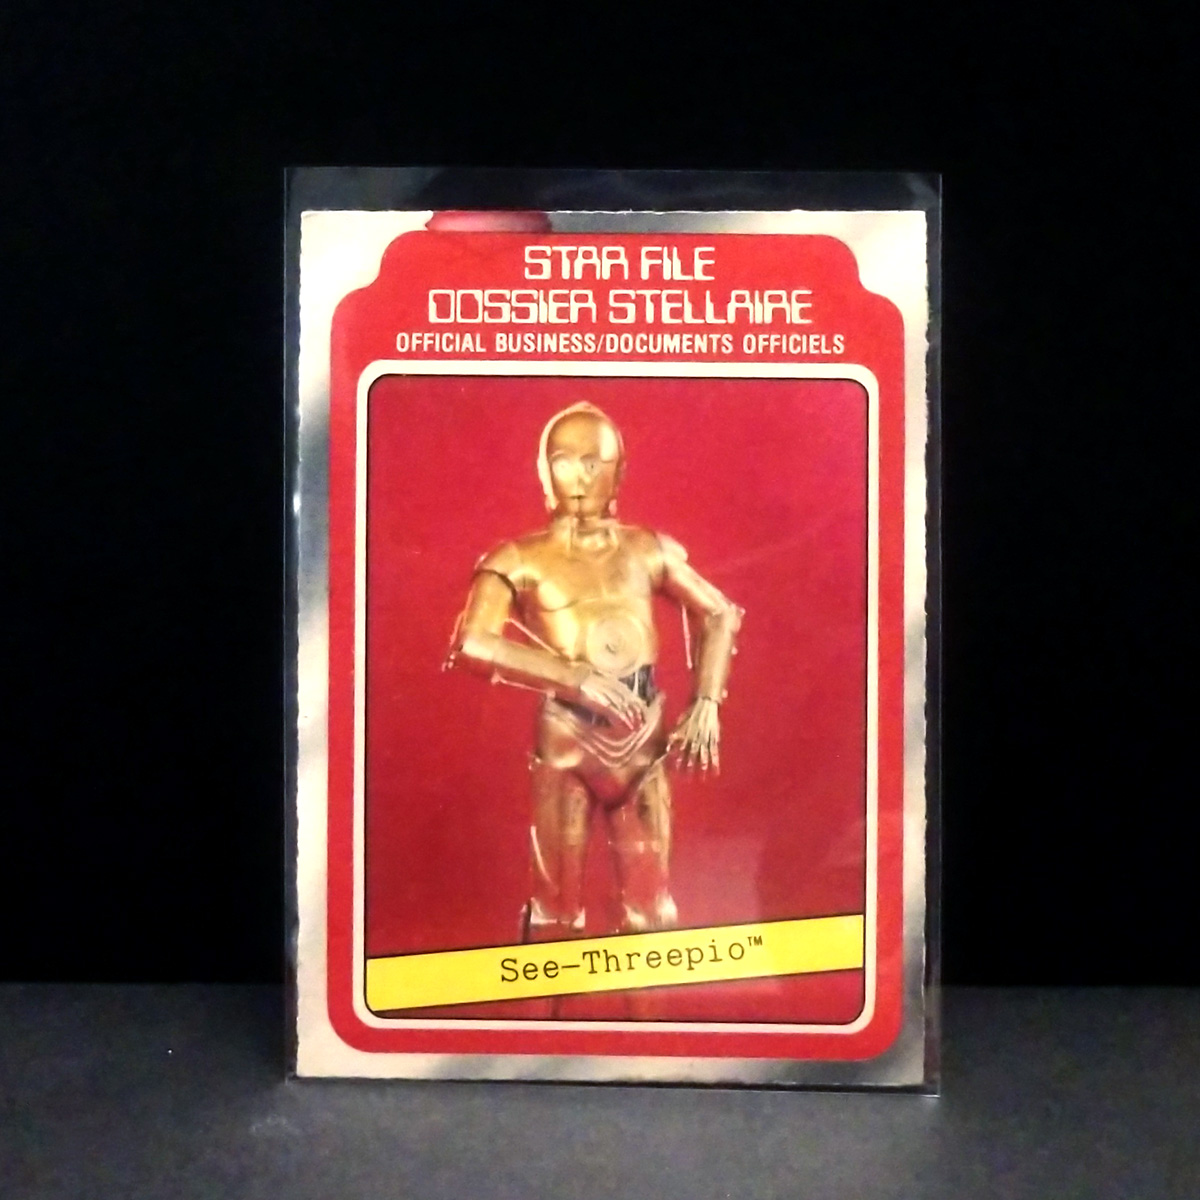 STAR FILE
DOSSIER STELLAIRE
OFFICIAL BUSINESS/DOCUMENTS OFFICIELS
See-Threepio™